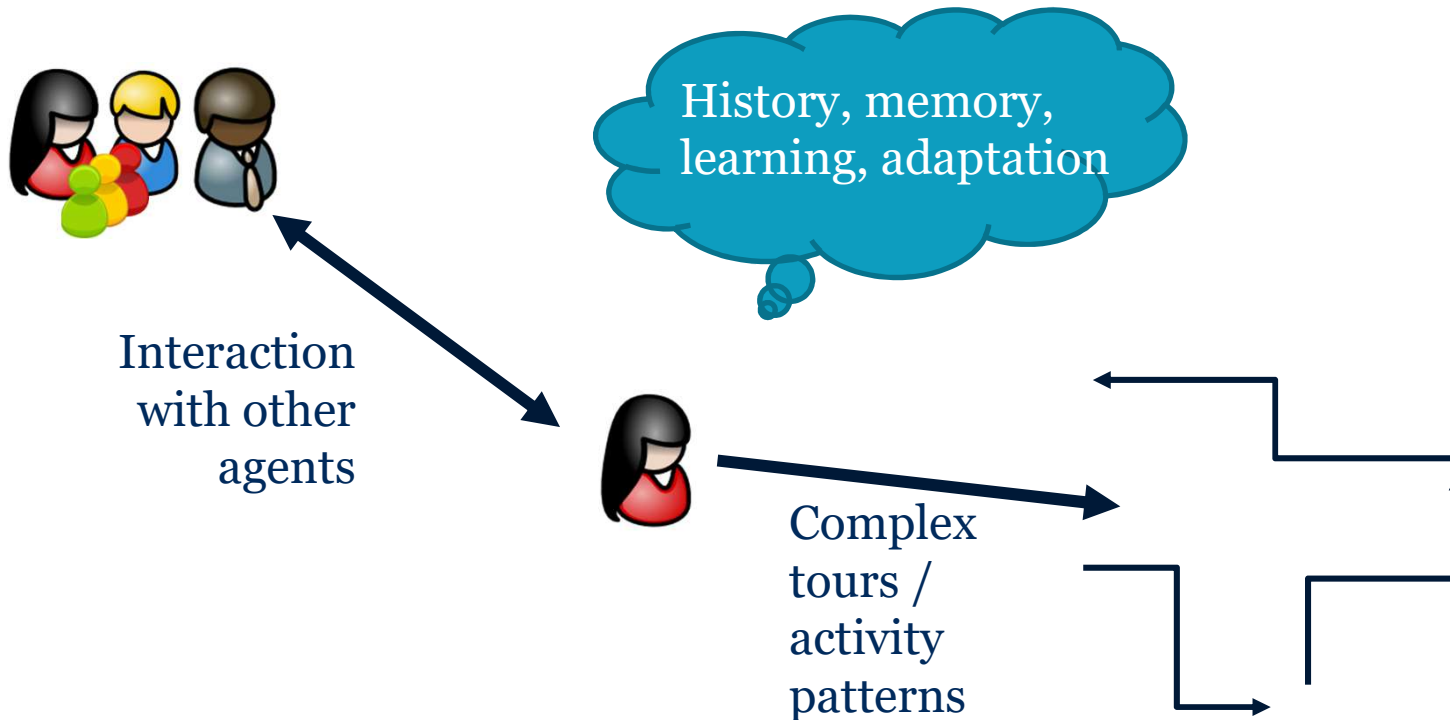 History, memory,
learning, adaptation
Interaction
with other
agents
Complex
tours /
activity
patterns